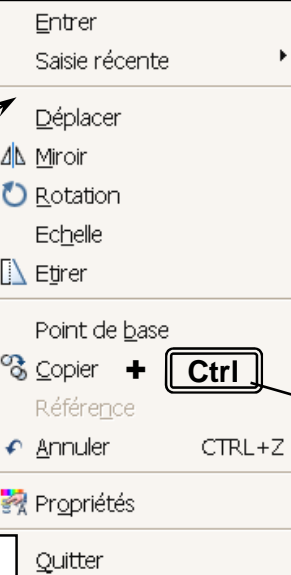 Entrer
Saisie récente
Déplacer
Miroir
Rotation
Echelle
Etirer
Point de base
Copier + Ctrl
Référence
Annuler CTRL+Z
Propriétés
Quitter